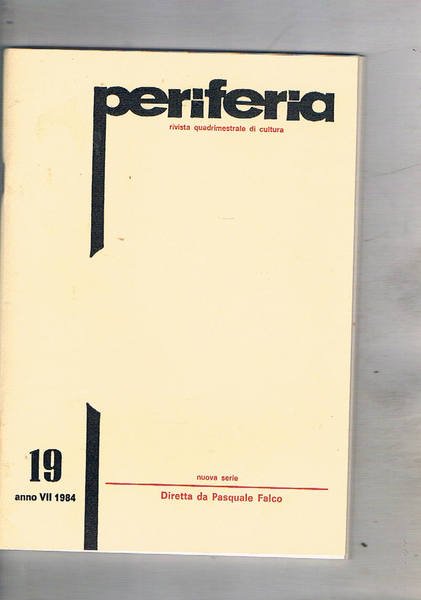 periferia
rivista quadrimestrale di cultura
19
anno VII 1984
nuova serie
Diretta da Pasquale Falco